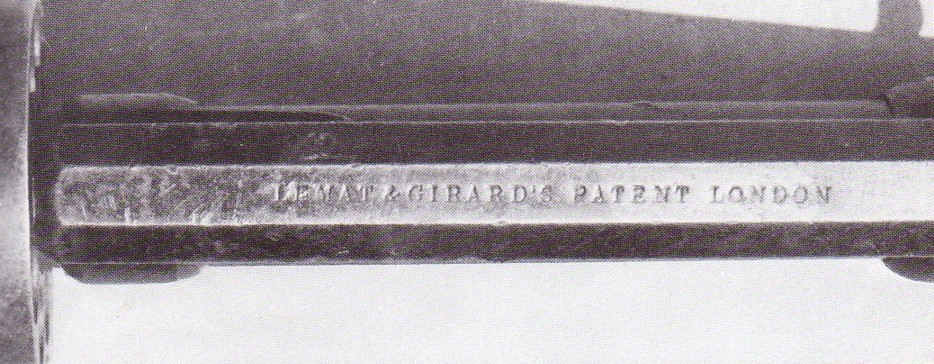 LEMAT & GIRARD'S PATENT LONDON